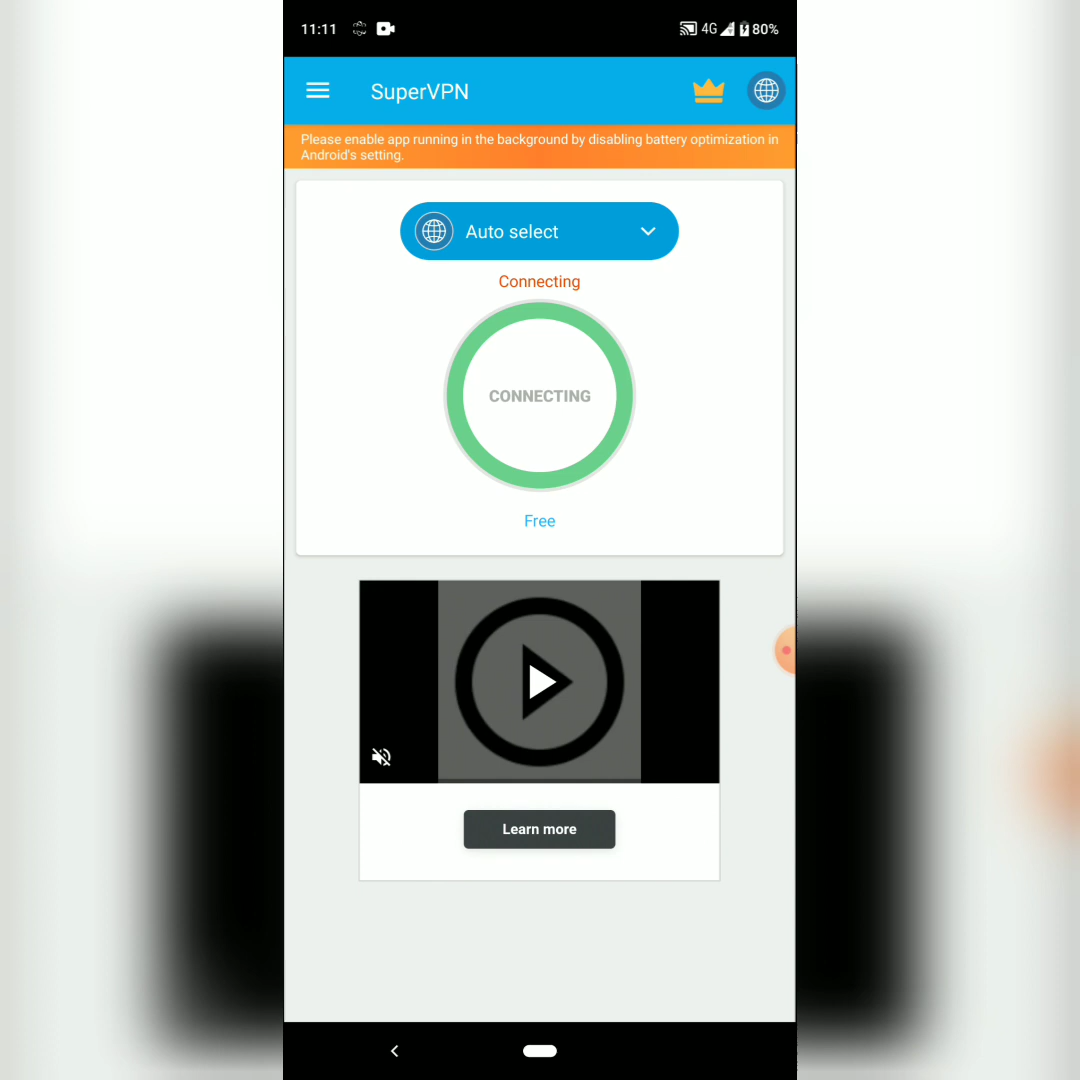 11:11 4G 80%
SuperVPN
Please enable app running in the background by disabling battery optimization in
Android's setting.
Auto select
Connecting
CONNECTING
Free
Learn more